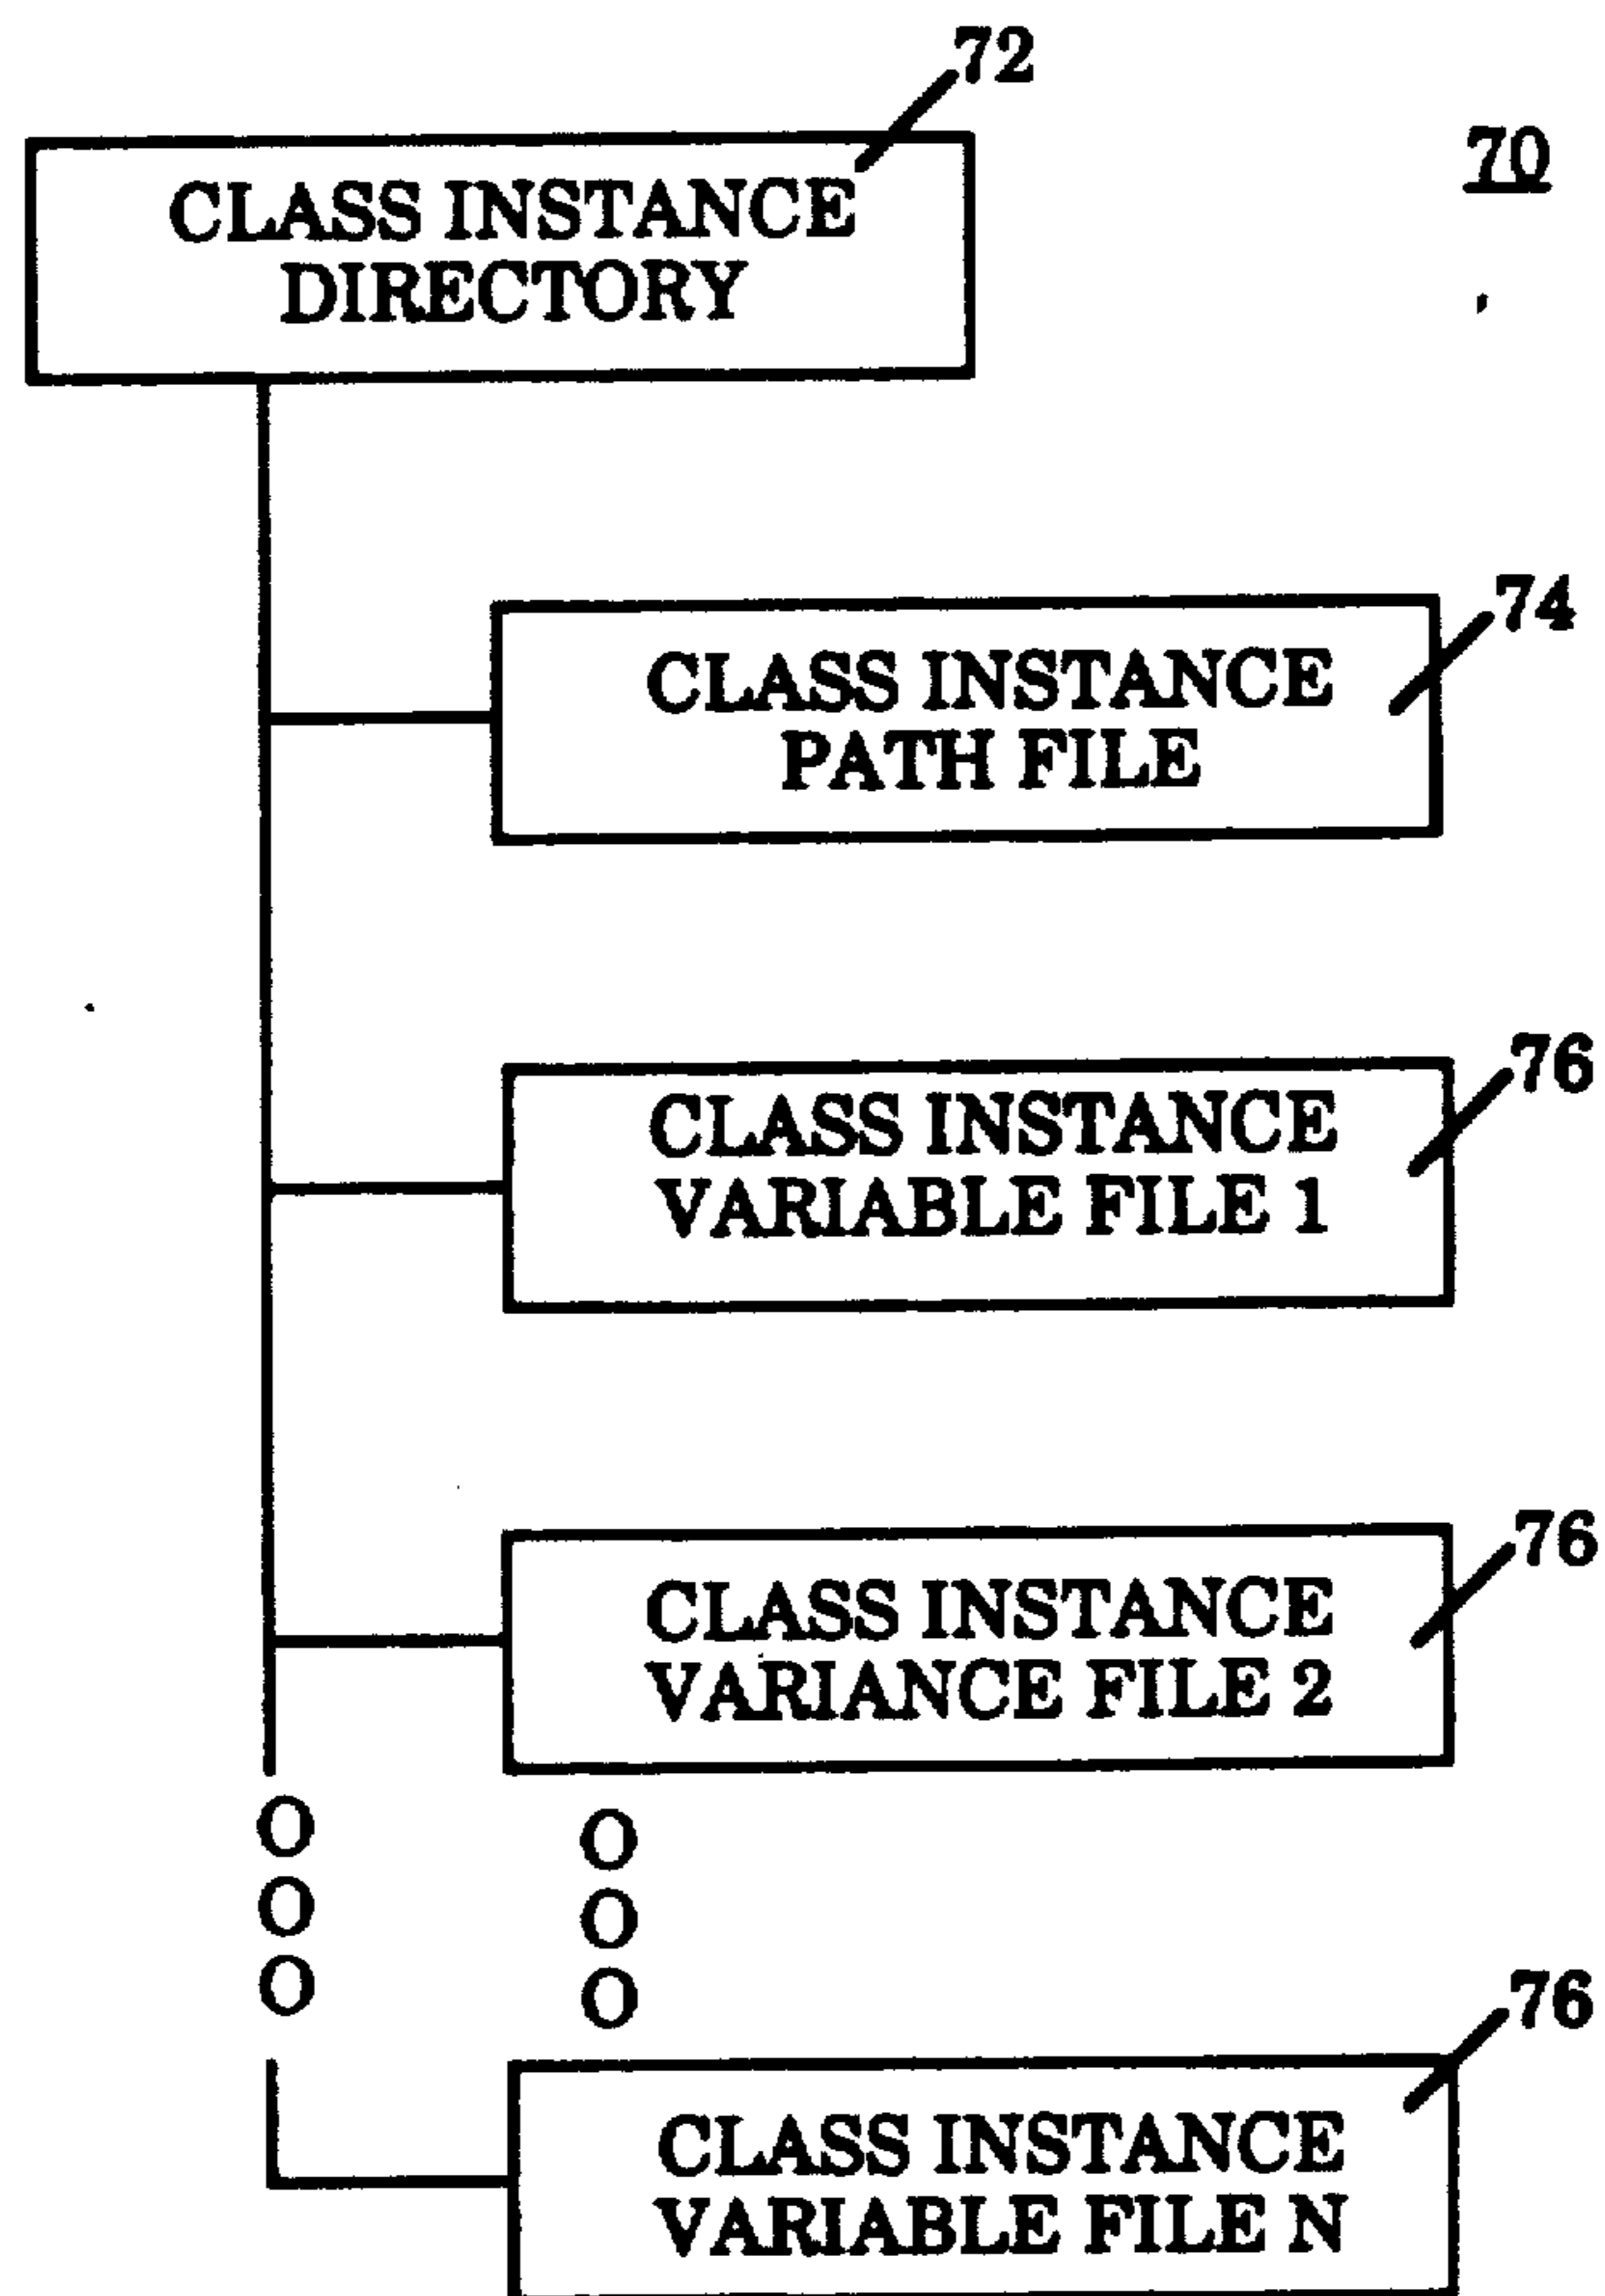 72
70
CLASS INSTANCE
DIRECTORY
74
CLASS INSTANCE
PATH FILE
76
CLASS INSTANCE
VARIABLE FILE 1
76
CLASS INSTANCE
VARIANCE FILE 2
O O
O O
O O
76
CLASS INSTANCE
VARIABLE FILE N